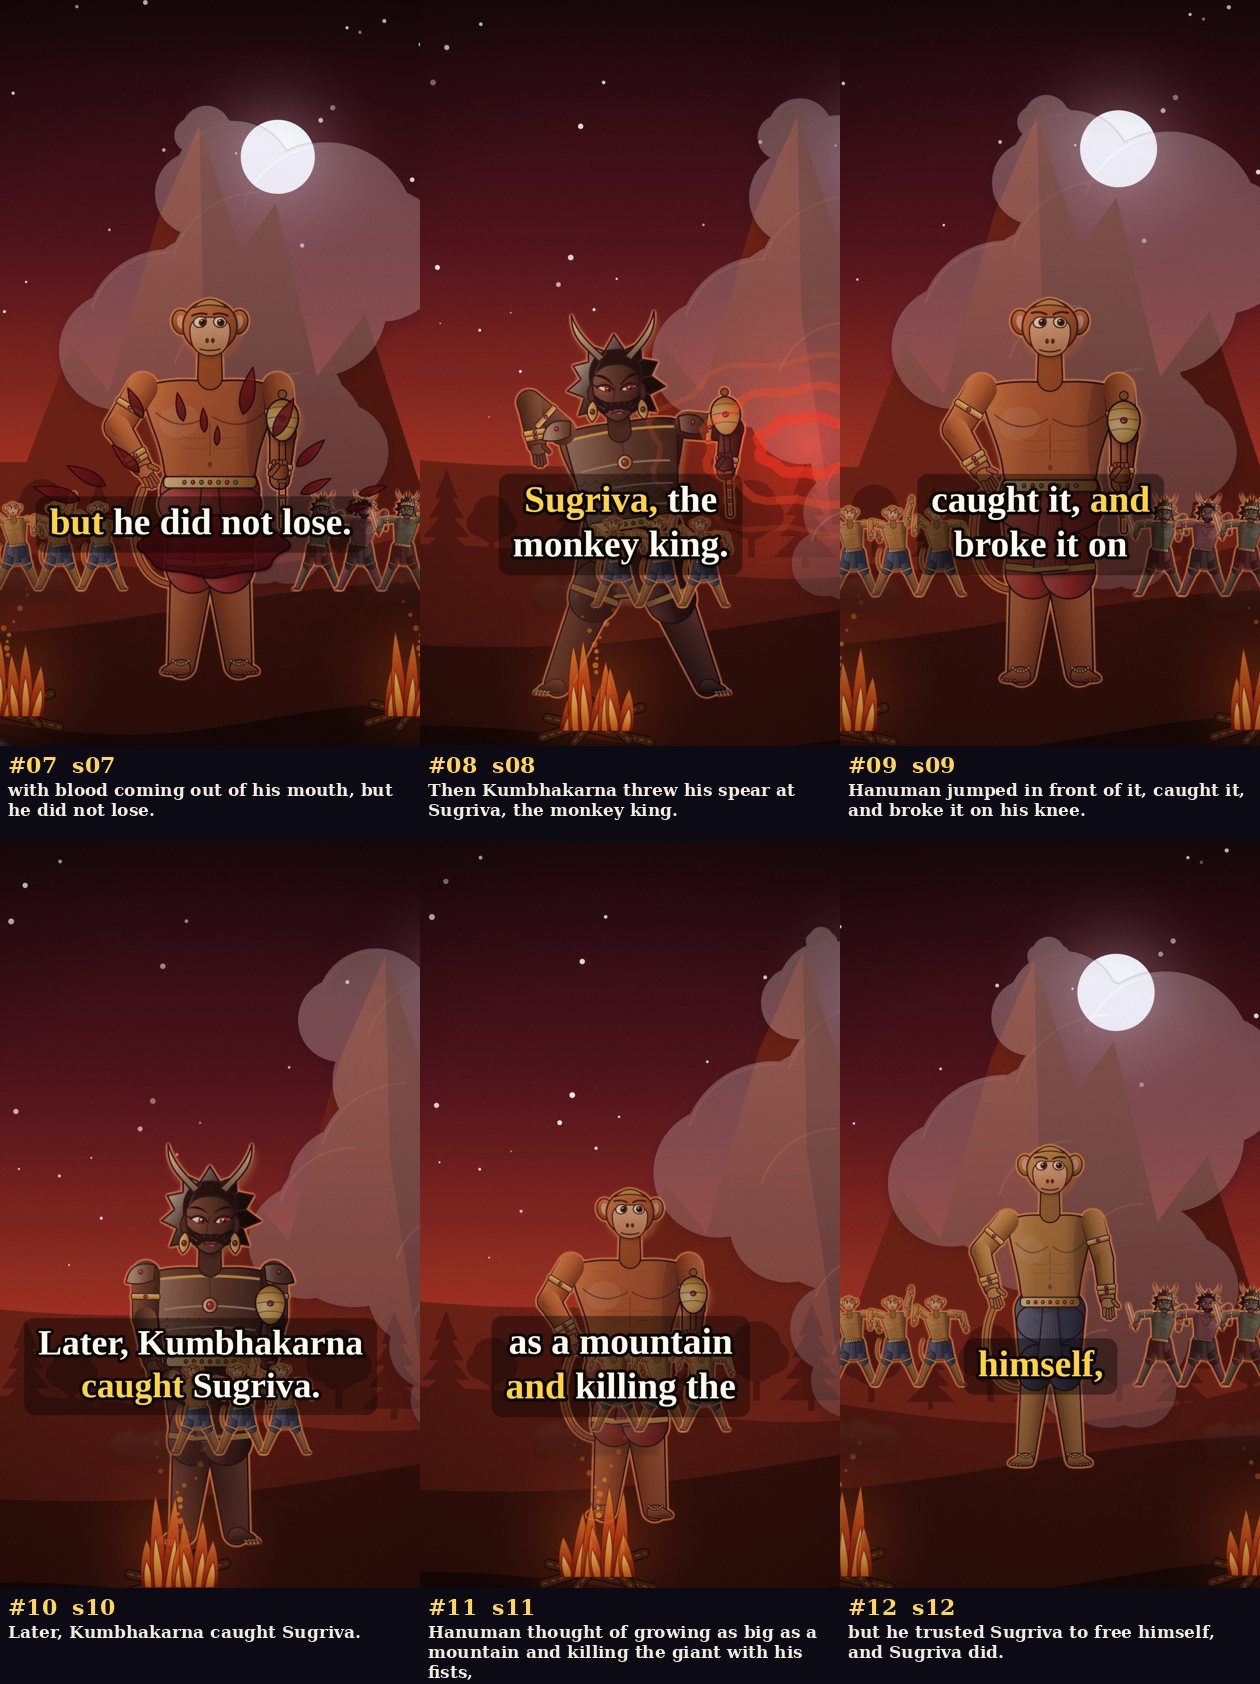 but he did not lose.
Sugriva, the
monkey king.
caught it, and
broke it on
#07 s07
with blood coming out of his mouth, but
he did not lose.
#08 s08
Then Kumbhakarna threw his spear at
Sugriva, the monkey king.
#09 s09
Hanuman jumped in front of it, caught it,
and broke it on his knee.
Later, Kumbhakarna
caught Sugriva.
as a mountain
and killing the
himself,
#10 s10
Later, Kumbhakarna caught Sugriva.
#11 s11
Hanuman thought of growing as big as a
mountain and killing the giant with his
fists,
#12 s12
but he trusted Sugriva to free himself,
and Sugriva did.